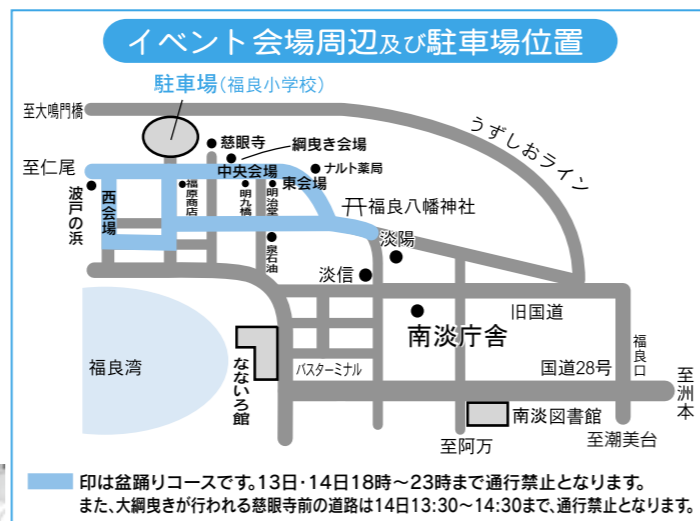 イベント会場周辺及び駐車場位置
駐車場(福良小学校)
至大鳴門橋
慈眼寺
綱曳き会場
うずしおライン
至仁尾
中央会場
ナルト薬局
東会場
波戸の浜
西会場
福原商店
明九橋
明治堂
福良八幡神社
泉石油
淡陽
淡信
南淡庁舎
旧国道
福良湾
なないろ館
バスターミナル
国道28号
福良口
至洲本
南淡図書館
至阿万
至潮美台
印は盆踊りコースです。13日・14日18時～23時まで通行禁止となります。
また、大綱曳きが行われる慈眼寺前の道路は14日13:30～14:30まで、通行禁止となります。